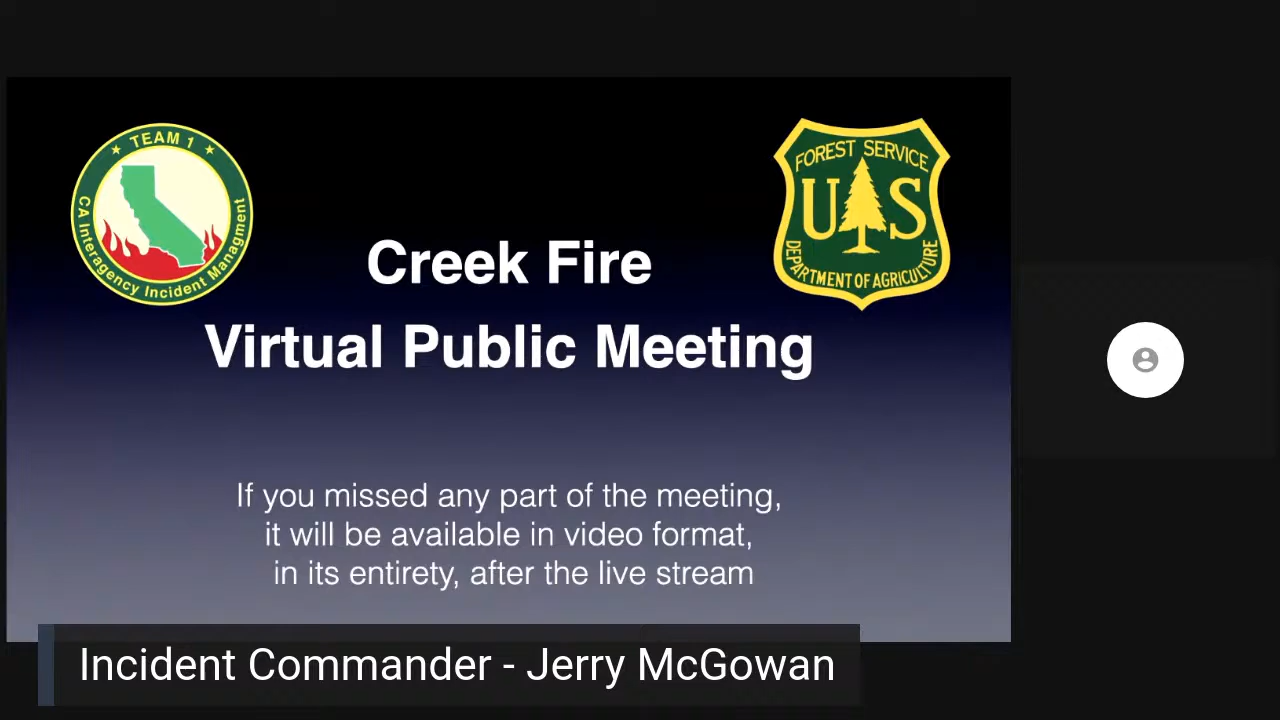 TEAM 1
CA Interagency Incident Managment
FOREST SERVICE
US
DEPARTMENT OF AGRICULTURE
Creek Fire
Virtual Public Meeting
If you missed any part of the meeting,
it will be available in video format,
in its entirety, after the live stream
Incident Commander - Jerry McGowan